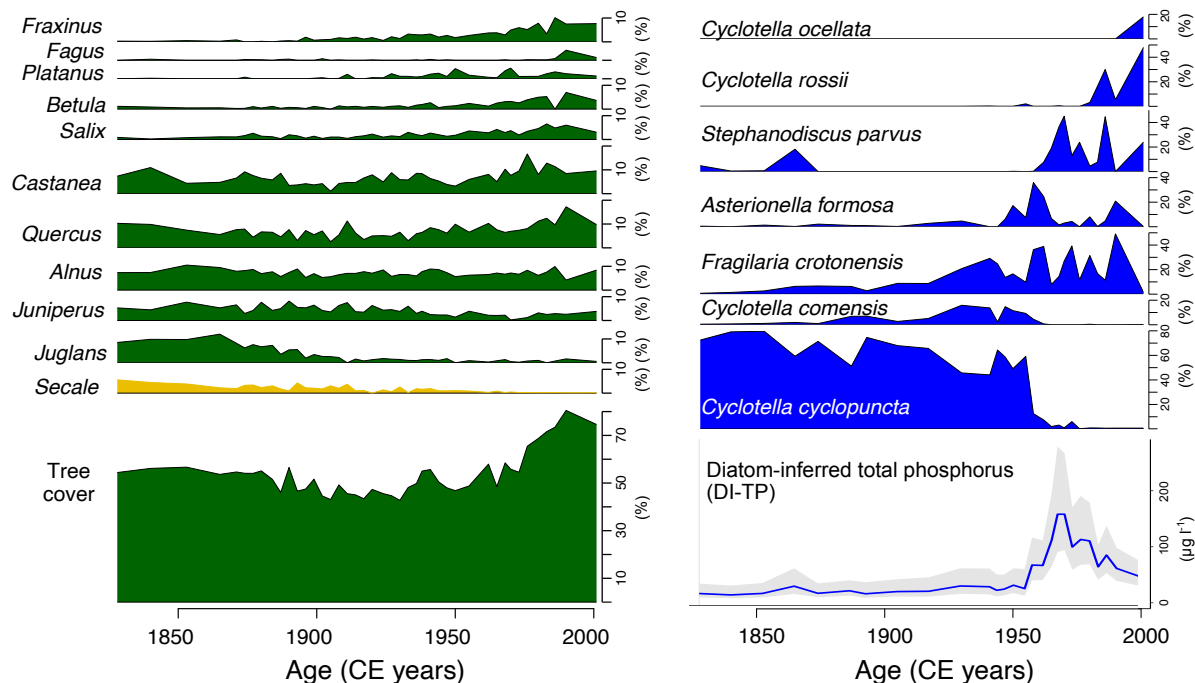 Fraxinus
10
(%)
Fagus
Platanus
Betula
10
(%)
Salix
10
(%)
Castanea
10
(%)
Quercus
10
(%)
Alnus
10
(%)
Juniperus
10
(%)
Juglans
10
(%)
Secale
10
(%)
Tree
cover
70
50
30
10
(%)
1850 1900 1950 2000
Age (CE years)
Cyclotella ocellata
20
(%)
Cyclotella rossii
40
20
(%)
Stephanodiscus parvus
40
20
(%)
Asterionella formosa
40
20
(%)
Fragilaria crotonensis
40
20
(%)
Cyclotella comensis
20
(%)
Cyclotella cyclopuncta
80
60
40
20
(%)
Diatom-inferred total phosphorus
(DI-TP)
200
100
0
(µg l⁻¹)
1850 1900 1950 2000
Age (CE years)